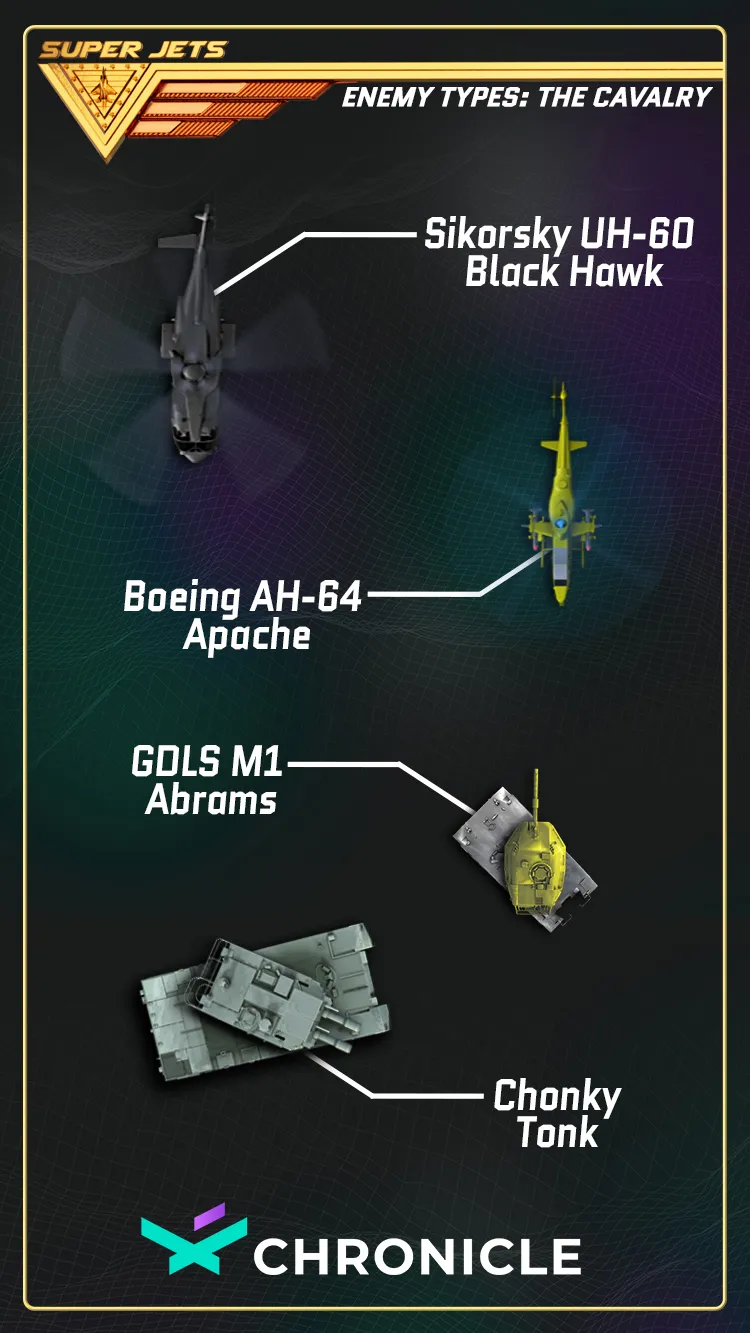 SUPER JETS
ENEMY TYPES: THE CAVALRY
Sikorsky UH-60
Black Hawk
Boeing AH-64
Apache
GDLS M1
Abrams
Chonky
Tonk
CHRONICLE